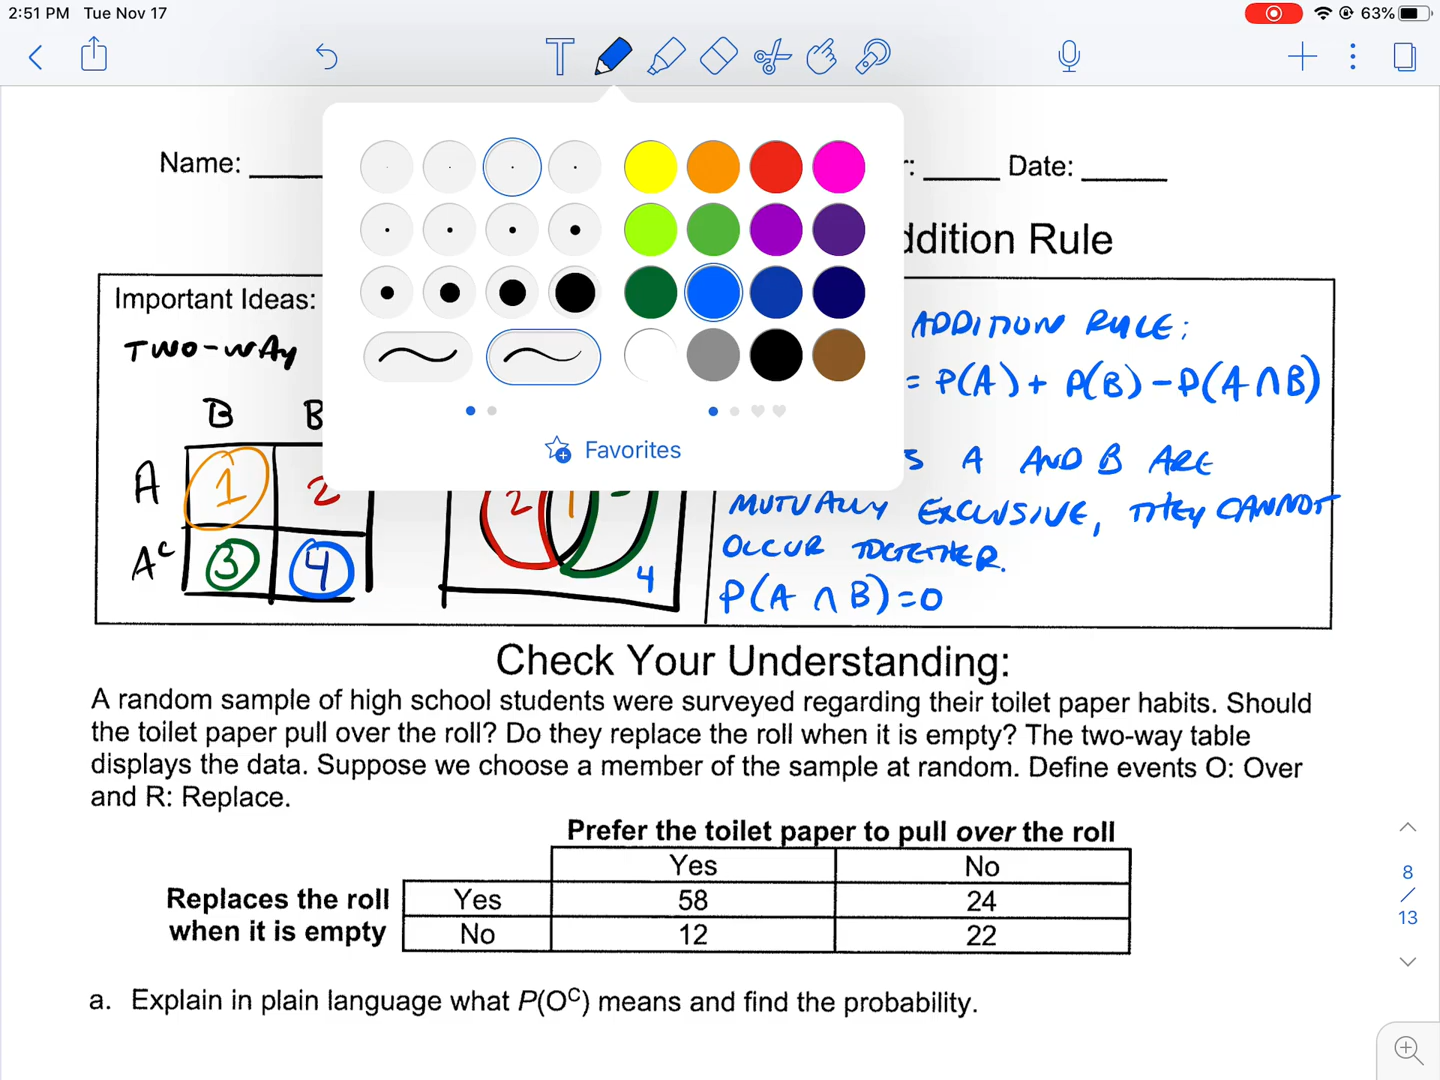 2:51 PM Tue Nov 17
63%
T
Name:
Date:
ddition Rule
Important Ideas:
TWO-WAY
B B
A 1 2
Aᶜ 3 4
2 1
4
ADDITION RULE:
= P(A) + P(B) - P(A ∩ B)
S A AND B ARE
MUTUALLY EXCLUSIVE, THEY CANNOT
OCCUR TOGETHER.
P(A ∩ B) = 0
Favorites
Check Your Understanding:
A random sample of high school students were surveyed regarding their toilet paper habits. Should
the toilet paper pull over the roll? Do they replace the roll when it is empty? The two-way table
displays the data. Suppose we choose a member of the sample at random. Define events O: Over
and R: Replace.
Prefer the toilet paper to pull over the roll
Yes No
Replaces the roll
when it is empty
Yes 58 24
No 12 22
a. Explain in plain language what P(Oᶜ) means and find the probability.
8
/
13